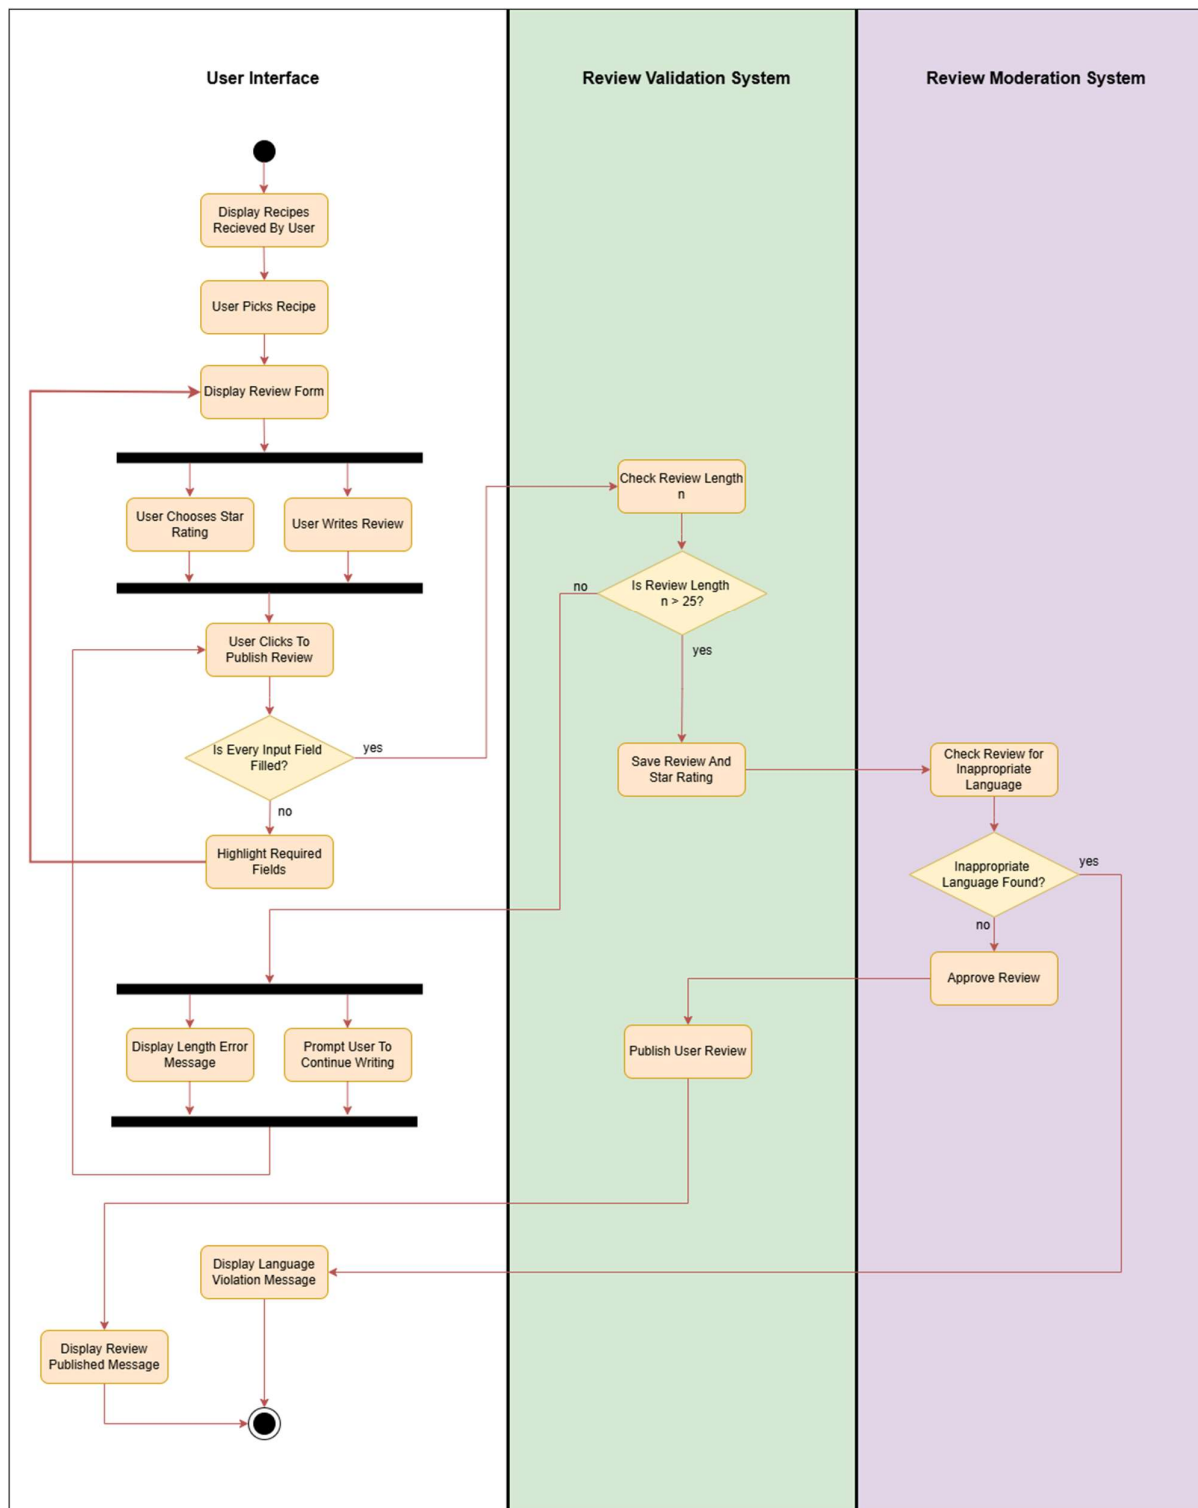 User Interface
Review Validation System
Review Moderation System
Display Recipes
Recieved By User
User Picks Recipe
Display Review Form
User Chooses Star
Rating
User Writes Review
User Clicks To
Publish Review
Is Every Input Field
Filled?
yes
no
Highlight Required
Fields
Check Review Length
n
Is Review Length
n > 25?
no
yes
Save Review And
Star Rating
Check Review for
Inappropriate
Language
Inappropriate
Language Found?
yes
no
Approve Review
Display Length Error
Message
Prompt User To
Continue Writing
Publish User Review
Display Language
Violation Message
Display Review
Published Message